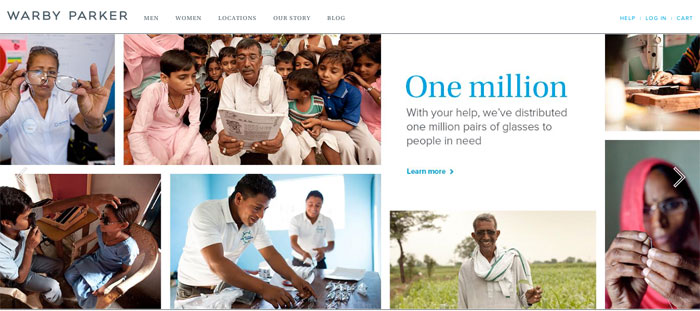 WARBY PARKER
MEN WOMEN LOCATIONS OUR STORY BLOG
HELP / LOG IN / CART
One million
With your help, we've distributed
one million pairs of glasses to
people in need
Learn more